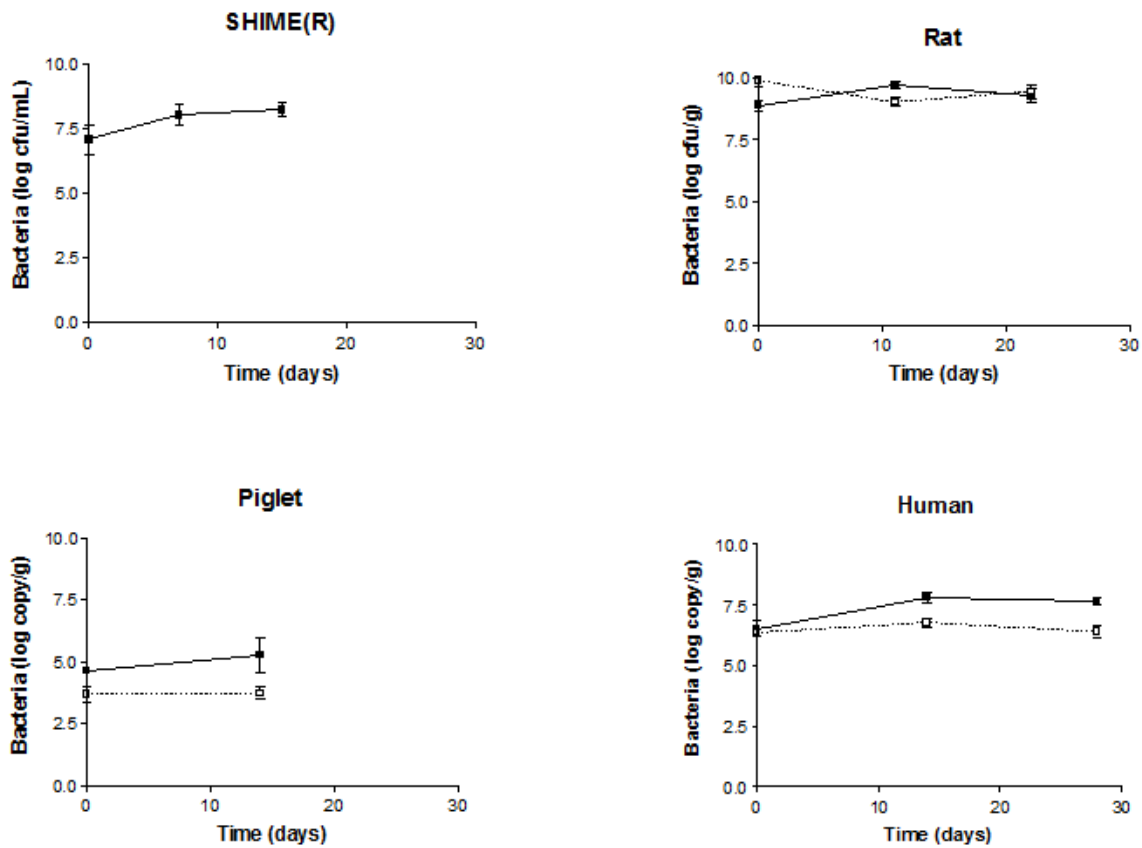 SHIME(R)
Bacteria (log cfu/mL)
10.0
7.5
5.0
2.5
0.0
0 10 20 30
Time (days)
Rat
Bacteria (log cfu/g)
10.0
7.5
5.0
2.5
0.0
0 10 20 30
Time (days)
Piglet
Bacteria (log copy/g)
10.0
7.5
5.0
2.5
0.0
0 10 20 30
Time (days)
Human
Bacteria (log copy/g)
10.0
7.5
5.0
2.5
0.0
0 10 20 30
Time (days)